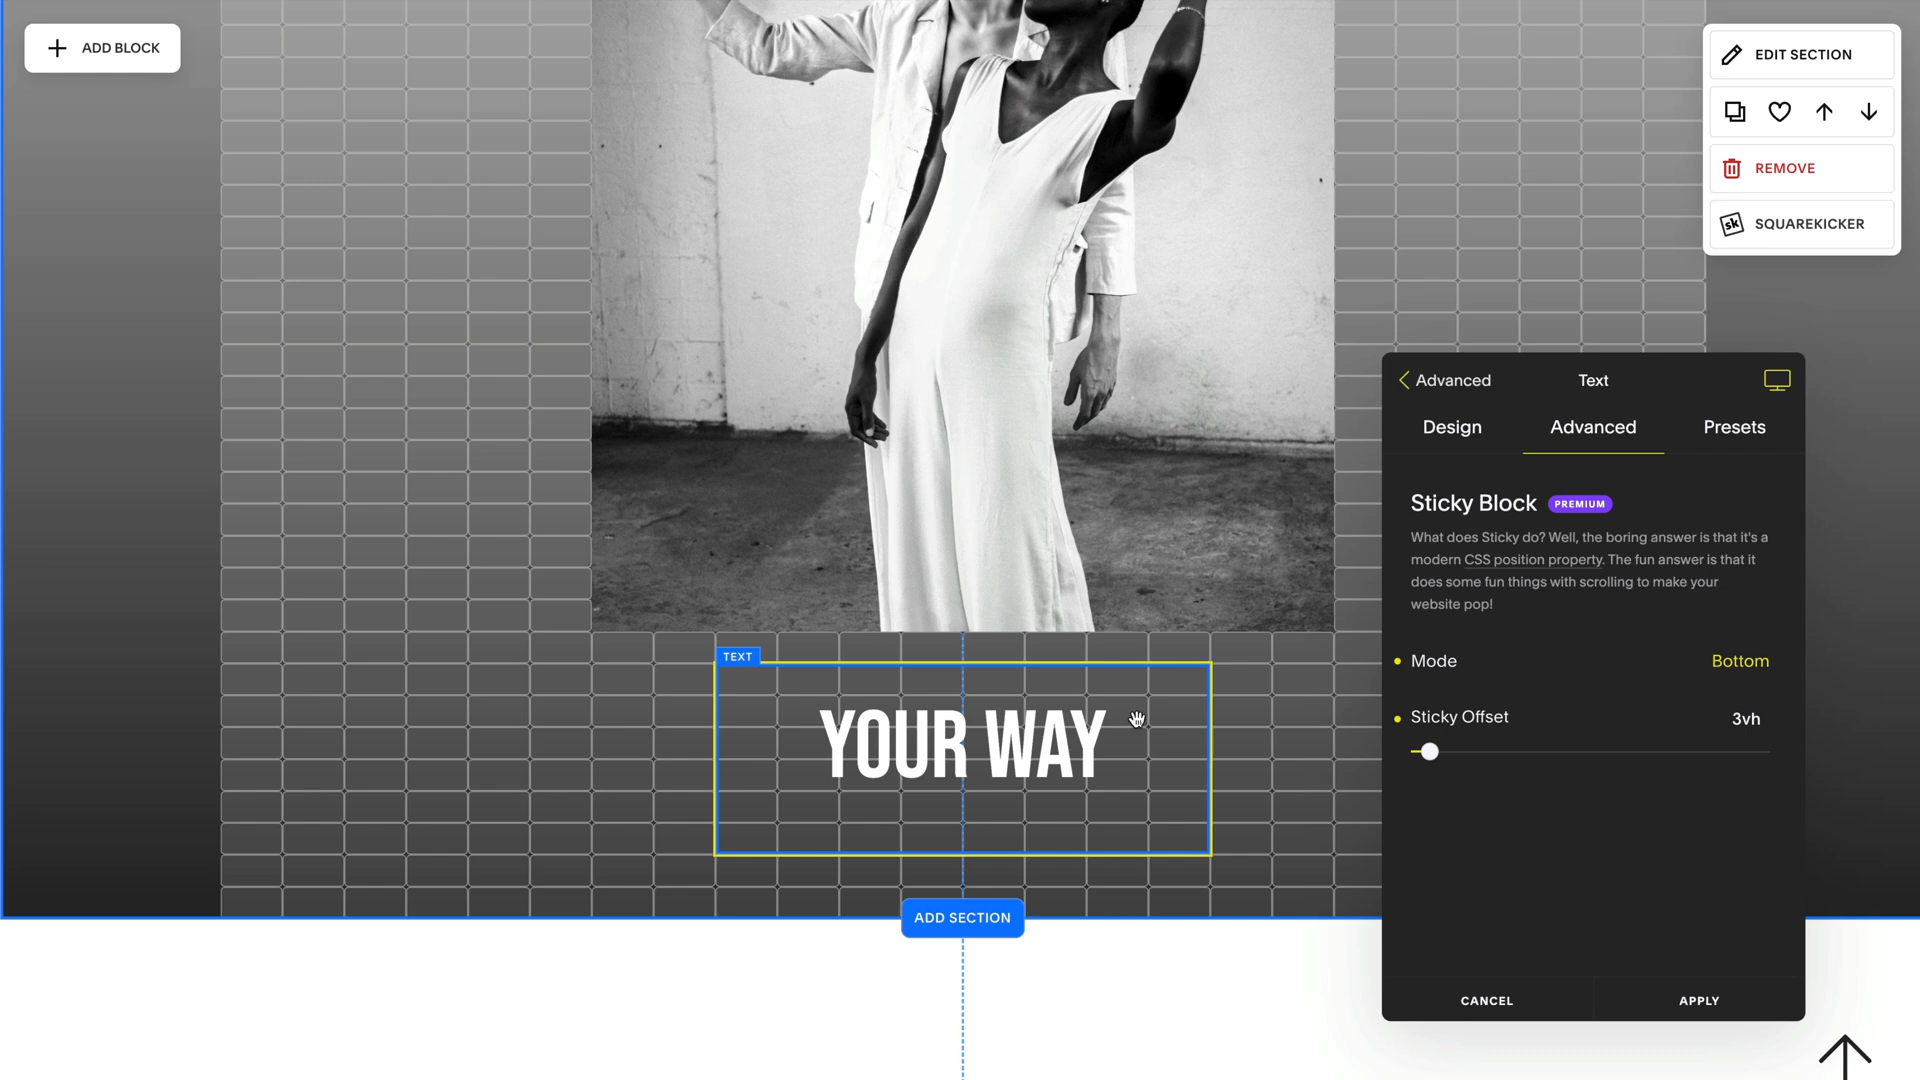 ADD BLOCK
EDIT SECTION
REMOVE
sk SQUAREKICKER
Advanced
Text
Design
Advanced
Presets
Sticky Block PREMIUM
What does Sticky do? Well, the boring answer is that it's a
modern CSS position property. The fun answer is that it
does some fun things with scrolling to make your
website pop!
Mode
Bottom
TEXT
YOUR WAY
Sticky Offset
3vh
ADD SECTION
CANCEL
APPLY